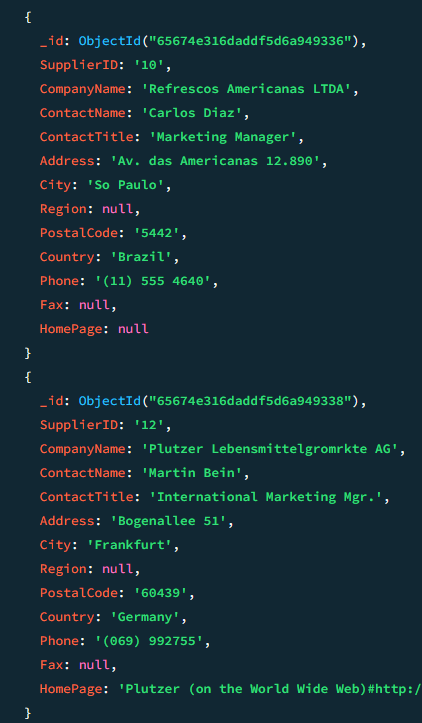 {
_id: ObjectId("65674e316daddf5d6a949336"),
SupplierID: '10',
CompanyName: 'Refrescos Americanas LTDA',
ContactName: 'Carlos Diaz',
ContactTitle: 'Marketing Manager',
Address: 'Av. das Americanas 12.890',
City: 'So Paulo',
Region: null,
PostalCode: '5442',
Country: 'Brazil',
Phone: '(11) 555 4640',
Fax: null,
HomePage: null
}
{
_id: ObjectId("65674e316daddf5d6a949338"),
SupplierID: '12',
CompanyName: 'Plutzer Lebensmittelgromrkte AG',
ContactName: 'Martin Bein',
ContactTitle: 'International Marketing Mgr.',
Address: 'Bogenallee 51',
City: 'Frankfurt',
Region: null,
PostalCode: '60439',
Country: 'Germany',
Phone: '(069) 992755',
Fax: null,
HomePage: 'Plutzer (on the World Wide Web)#http:/
}